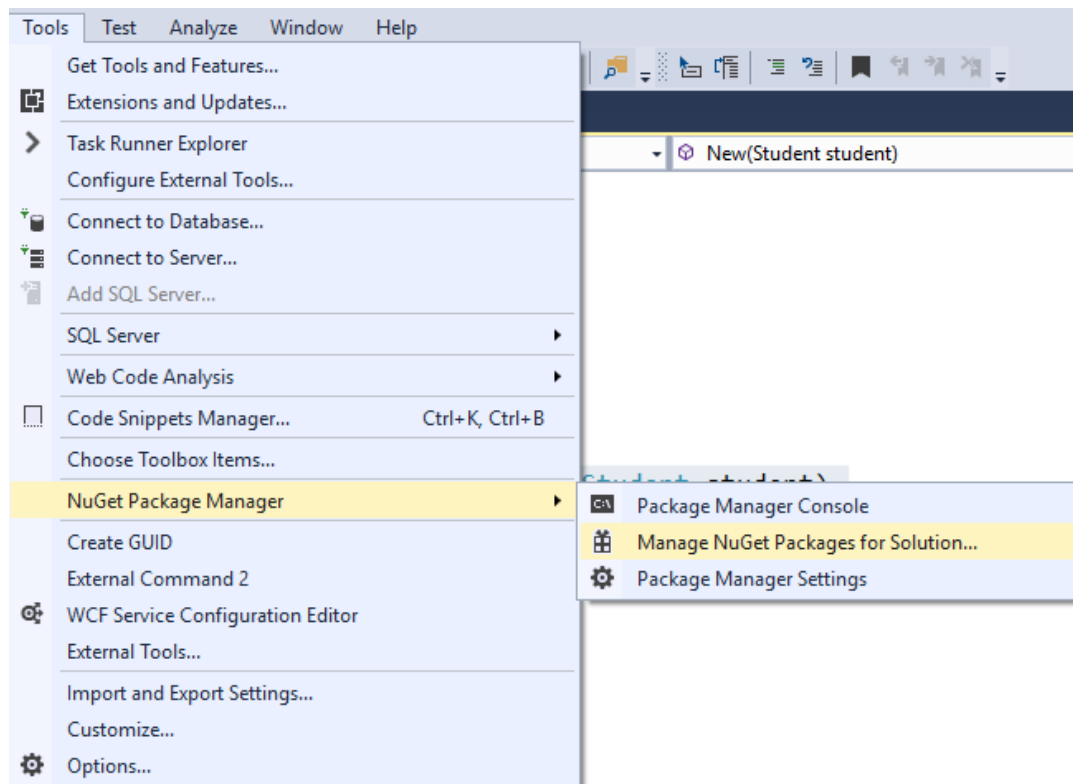 Tools Test Analyze Window Help
Get Tools and Features...
Extensions and Updates...
Task Runner Explorer
New(Student student)
Configure External Tools...
Connect to Database...
Connect to Server...
Add SQL Server...
SQL Server
Web Code Analysis
Code Snippets Manager... Ctrl+K, Ctrl+B
Choose Toolbox Items...
Student student)
NuGet Package Manager
Package Manager Console
Create GUID
Manage NuGet Packages for Solution...
External Command 2
Package Manager Settings
WCF Service Configuration Editor
External Tools...
Import and Export Settings...
Customize...
Options...